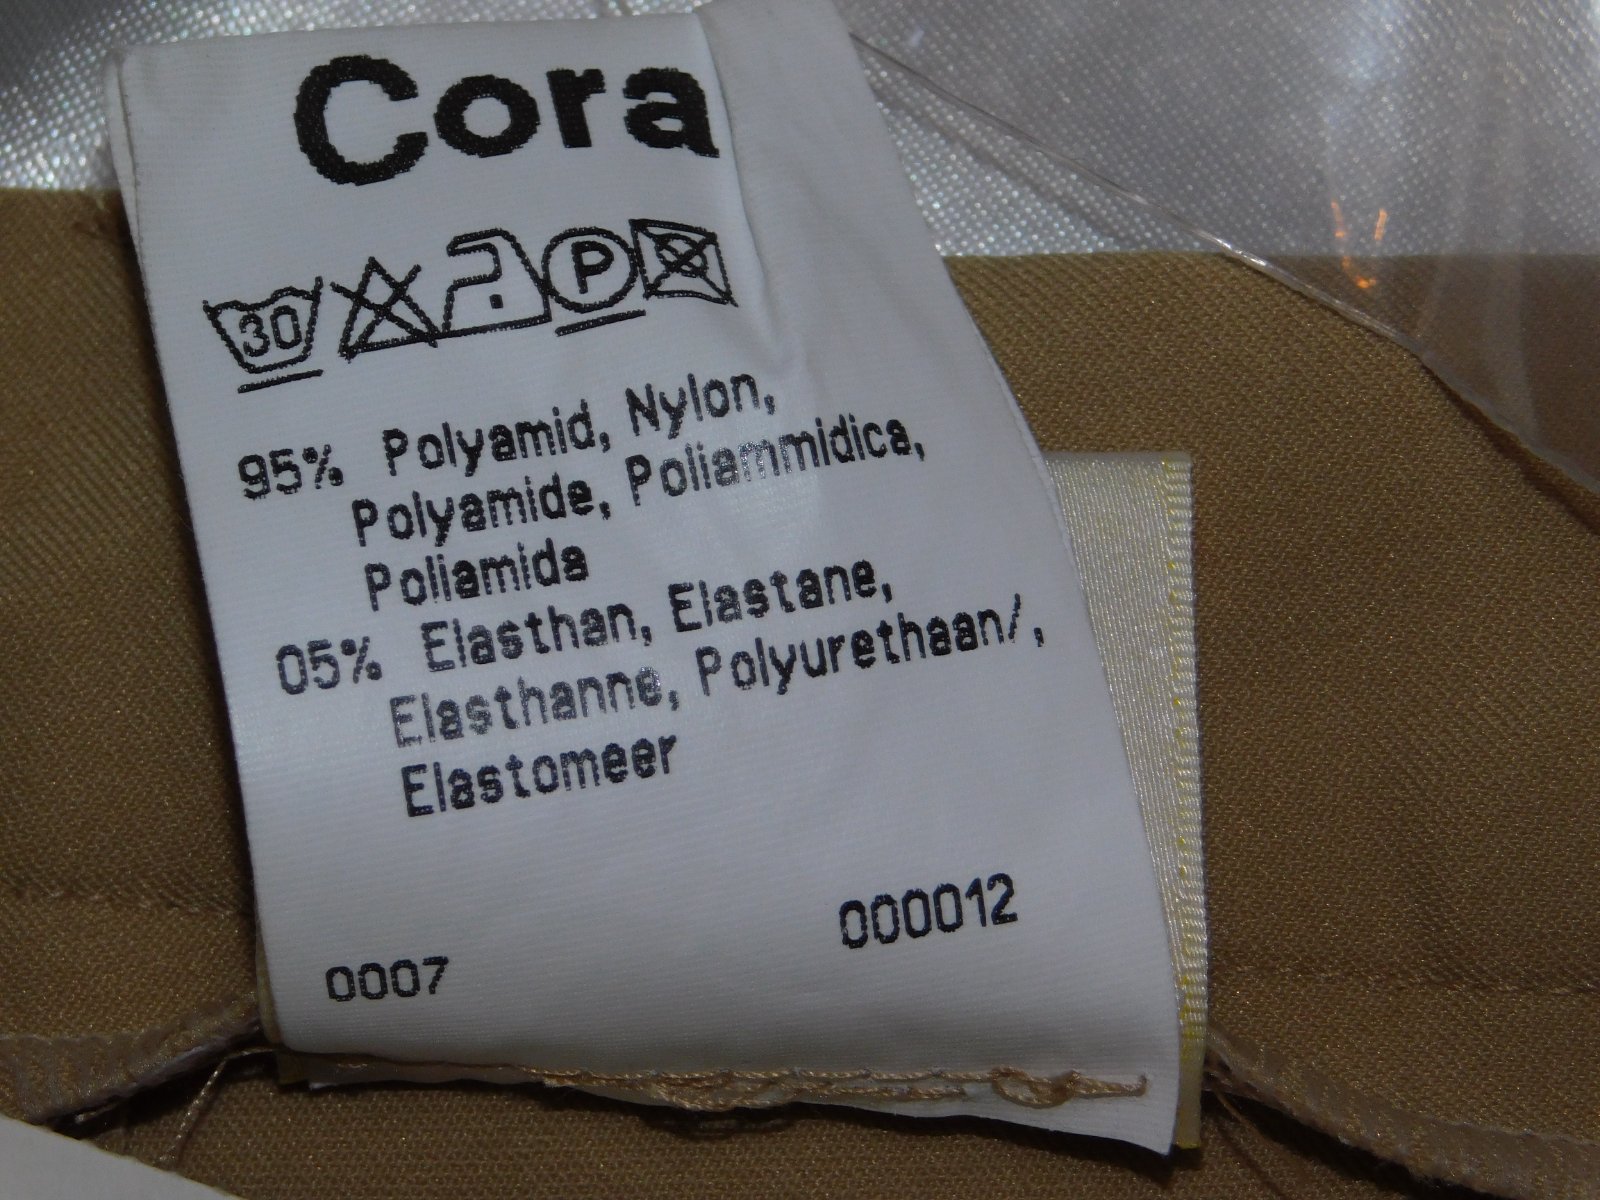 Cora
30 P
95% Polyamid, Nylon,
Polyamide, Poliammidica,
Poliamida
05% Elasthan, Elastane,
Elasthanne, Polyurethaan/,
Elastomeer
000012
0007